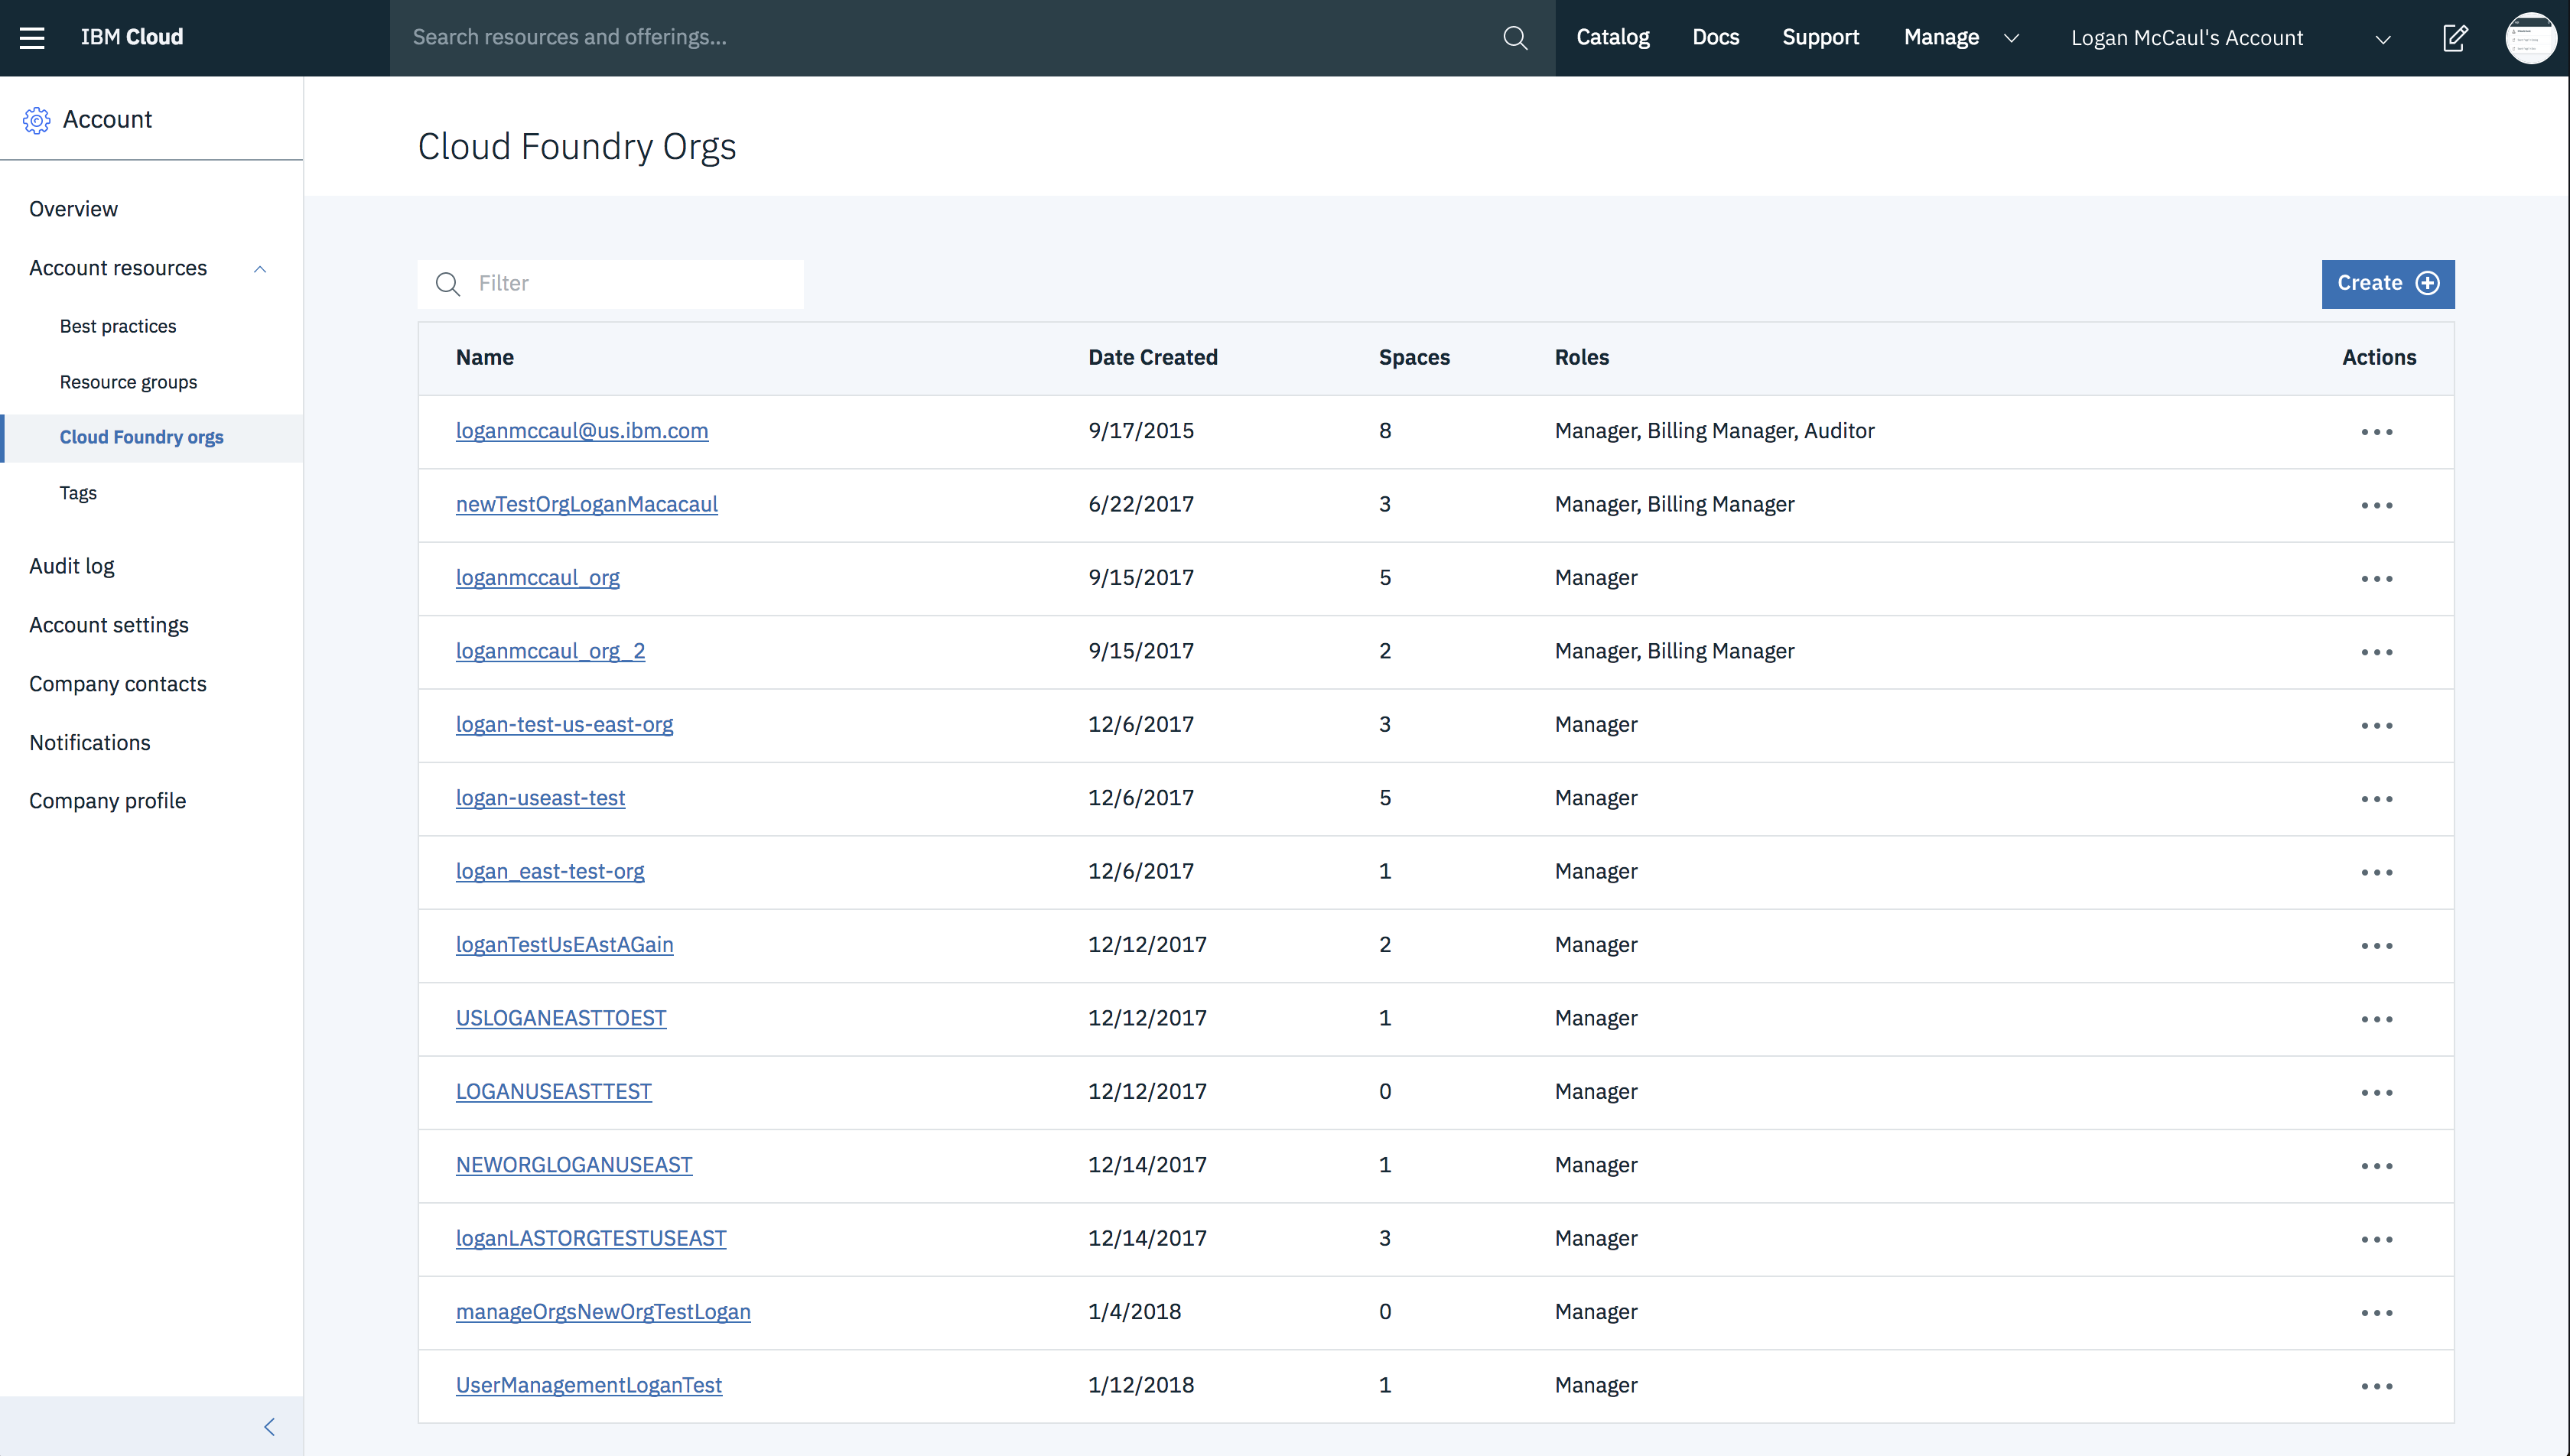 IBM Cloud
Search resources and offerings...
Catalog Docs Support Manage Logan McCaul's Account
Account
Overview
Account resources
Best practices
Resource groups
Cloud Foundry orgs
Tags
Audit log
Account settings
Company contacts
Notifications
Company profile
Cloud Foundry Orgs
Filter
Create
Name Date Created Spaces Roles Actions
loganmccaul@us.ibm.com 9/17/2015 8 Manager, Billing Manager, Auditor
newTestOrgLoganMacacaul 6/22/2017 3 Manager, Billing Manager
loganmccaul_org 9/15/2017 5 Manager
loganmccaul_org_2 9/15/2017 2 Manager, Billing Manager
logan-test-us-east-org 12/6/2017 3 Manager
logan-useast-test 12/6/2017 5 Manager
logan_east-test-org 12/6/2017 1 Manager
loganTestUsEAstAGain 12/12/2017 2 Manager
USLOGANEASTTOEST 12/12/2017 1 Manager
LOGANUSEASTTEST 12/12/2017 0 Manager
NEWORGLOGANUSEAST 12/14/2017 1 Manager
loganLASTORGTESTUSEAST 12/14/2017 3 Manager
manageOrgsNewOrgTestLogan 1/4/2018 0 Manager
UserManagementLoganTest 1/12/2018 1 Manager